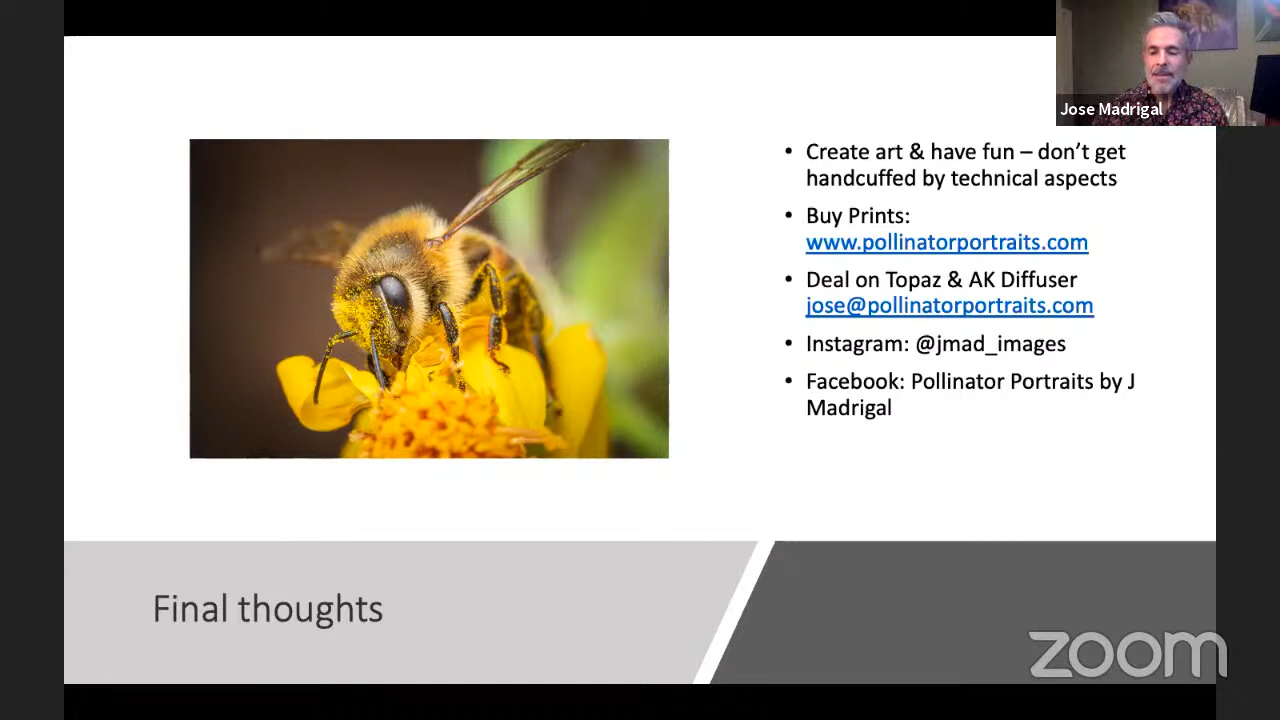 Jose Madrigal
• Create art & have fun – don’t get
handcuffed by technical aspects
• Buy Prints:
www.pollinatorportraits.com
• Deal on Topaz & AK Diffuser
jose@pollinatorportraits.com
• Instagram: @jmad_images
• Facebook: Pollinator Portraits by J
Madrigal
Final thoughts
zoom